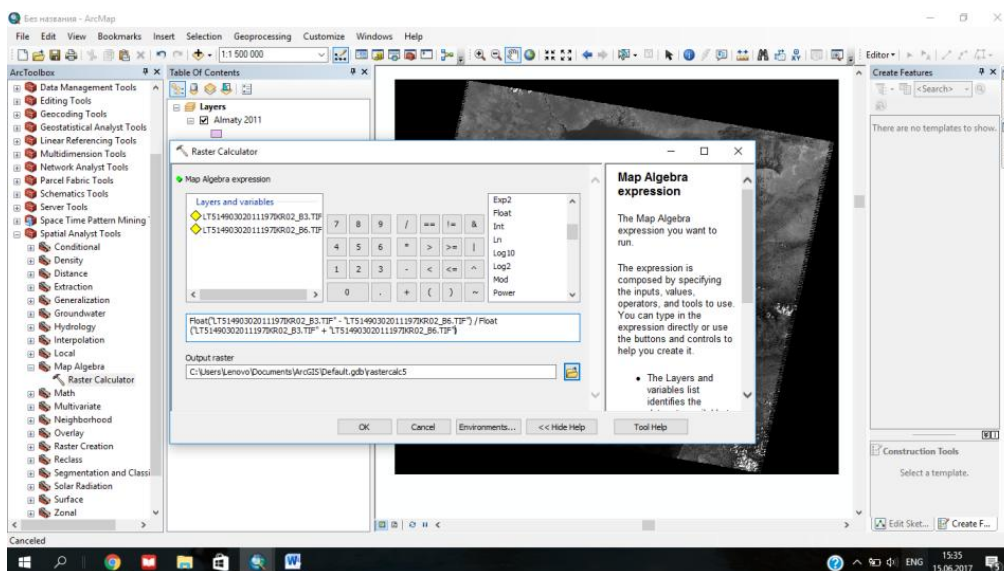 Без названия - ArcMap
File Edit View Bookmarks Insert Selection Geoprocessing Customize Windows Help
1:1 500 000
Editor
ArcToolbox
Data Management Tools
Editing Tools
Geocoding Tools
Geostatistical Analyst Tools
Linear Referencing Tools
Multidimension Tools
Network Analyst Tools
Parcel Fabric Tools
Schematics Tools
Server Tools
Space Time Pattern Mining
Spatial Analyst Tools
Conditional
Density
Distance
Extraction
Generalization
Groundwater
Hydrology
Interpolation
Local
Map Algebra
Raster Calculator
Math
Multivariate
Neighborhood
Overlay
Raster Creation
Reclass
Segmentation and Classi
Solar Radiation
Surface
Zonal
Table Of Contents
Layers
Almaty 2011
Raster Calculator
Map Algebra expression
Layers and variables
LT51490302011197IKR02_B3.TIF
LT51490302011197IKR02_B6.TIF
7 8 9 / == != &
4 5 6 * > >= |
1 2 3 - < <= ^
0 . + ( ) ~
Exp2
Float
Int
Ln
Log10
Log2
Mod
Power
Float("LT51490302011197IKR02_B3.TIF" - "LT51490302011197IKR02_B6.TIF") / Float
("LT51490302011197IKR02_B3.TIF" + "LT51490302011197IKR02_B6.TIF")
Output raster
C:\Users\Lenovo\Documents\ArcGIS\Default.gdb\rastercalc5
OK Cancel Environments... << Hide Help Tool Help
Map Algebra
expression
The Map Algebra
expression you want to
run.
The expression is
composed by specifying
the inputs, values,
operators, and tools to use.
You can type in the
expression directly or use
the buttons and controls to
help you create it.
• The Layers and
variables list
identifies the
Create Features
<Search>
There are no templates to show.
Construction Tools
Select a template.
Edit Sket... Create F...
Canceled
ENG
15:35
15.06.2017